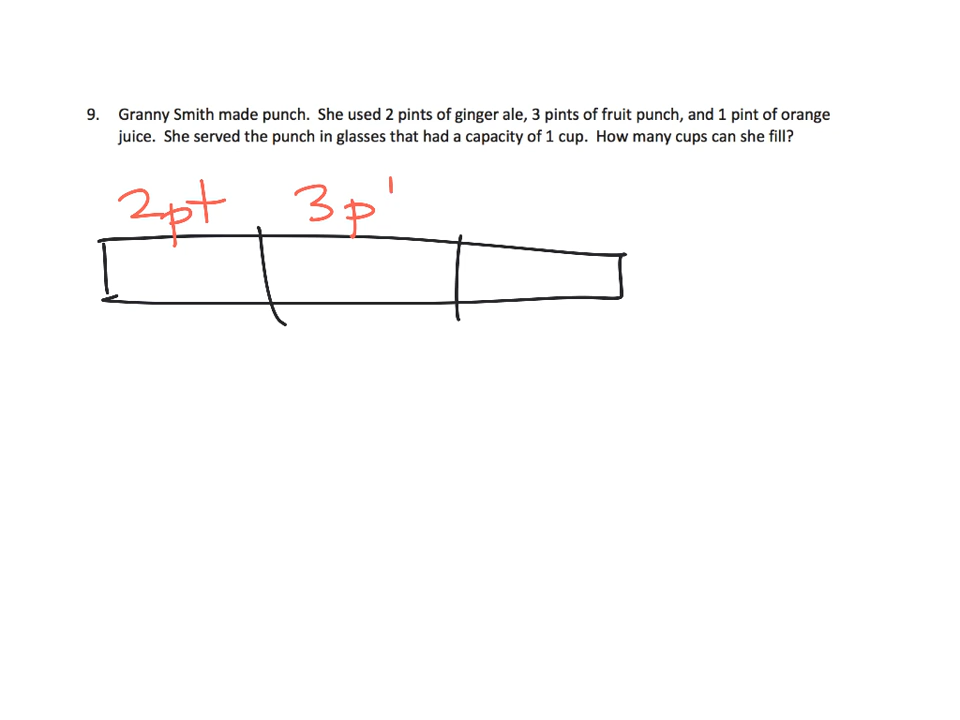 9. Granny Smith made punch. She used 2 pints of ginger ale, 3 pints of fruit punch, and 1 pint of orange
juice. She served the punch in glasses that had a capacity of 1 cup. How many cups can she fill?
2pt 3p'